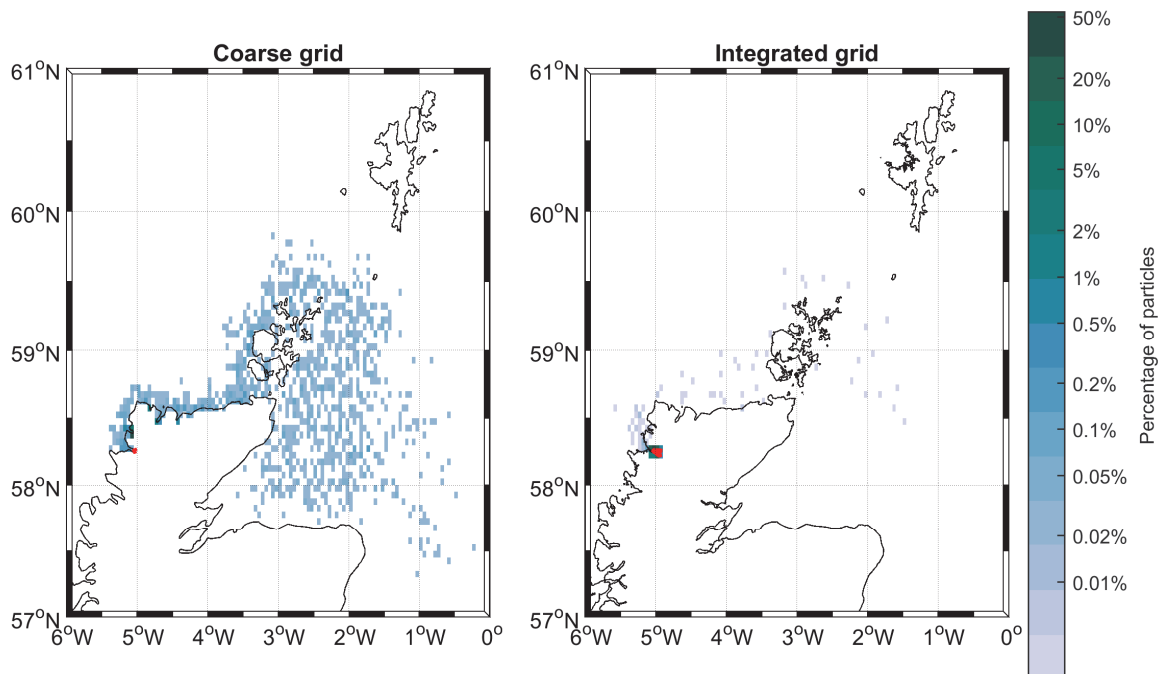 Coarse grid
61°N
60°N
59°N
58°N
57°N
6°W 5°W 4°W 3°W 2°W 1°W 0°
Integrated grid
61°N
60°N
59°N
58°N
57°N
6°W 5°W 4°W 3°W 2°W 1°W 0°
50%
20%
10%
5%
2%
1%
0.5%
0.2%
0.1%
0.05%
0.02%
0.01%
Percentage of particles